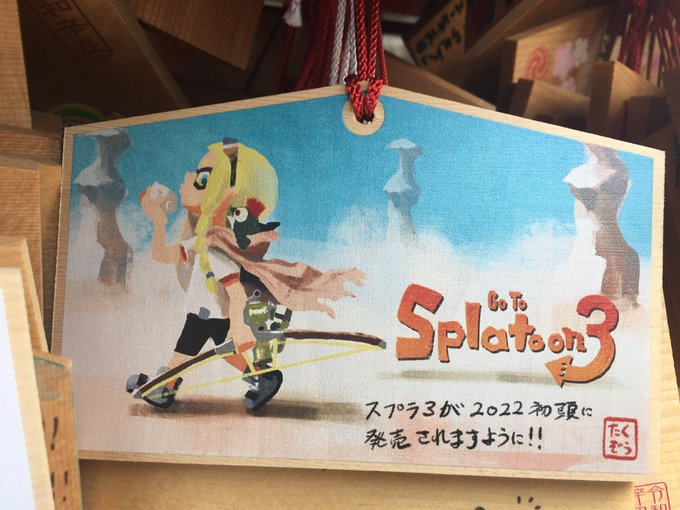 Go To
Splatoon3
スプラ3が2022初頭に
発売されますように!!
たく
ぞう